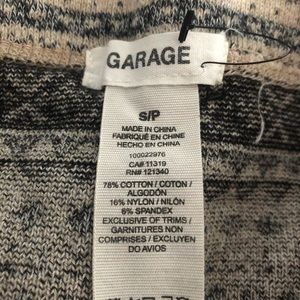 GARAGE
S/P
MADE IN CHINA
FABRIQUÉ EN CHINE
HECHO EN CHINA
100022976
CA# 11319
RN# 121340
78% COTTON / COTON /
ALGODÓN
16% NYLON / NILÓN
6% SPANDEX
EXCLUSIVE OF TRIMS /
GARNITURES NON
COMPRISES / EXCLUYEN
DO AVIOS